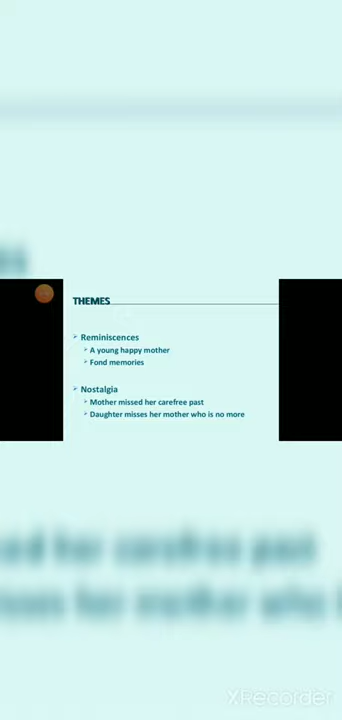 THEMES
Reminiscences
A young happy mother
Fond memories
Nostalgia
Mother missed her carefree past
Daughter misses her mother who is no more
XRecorder